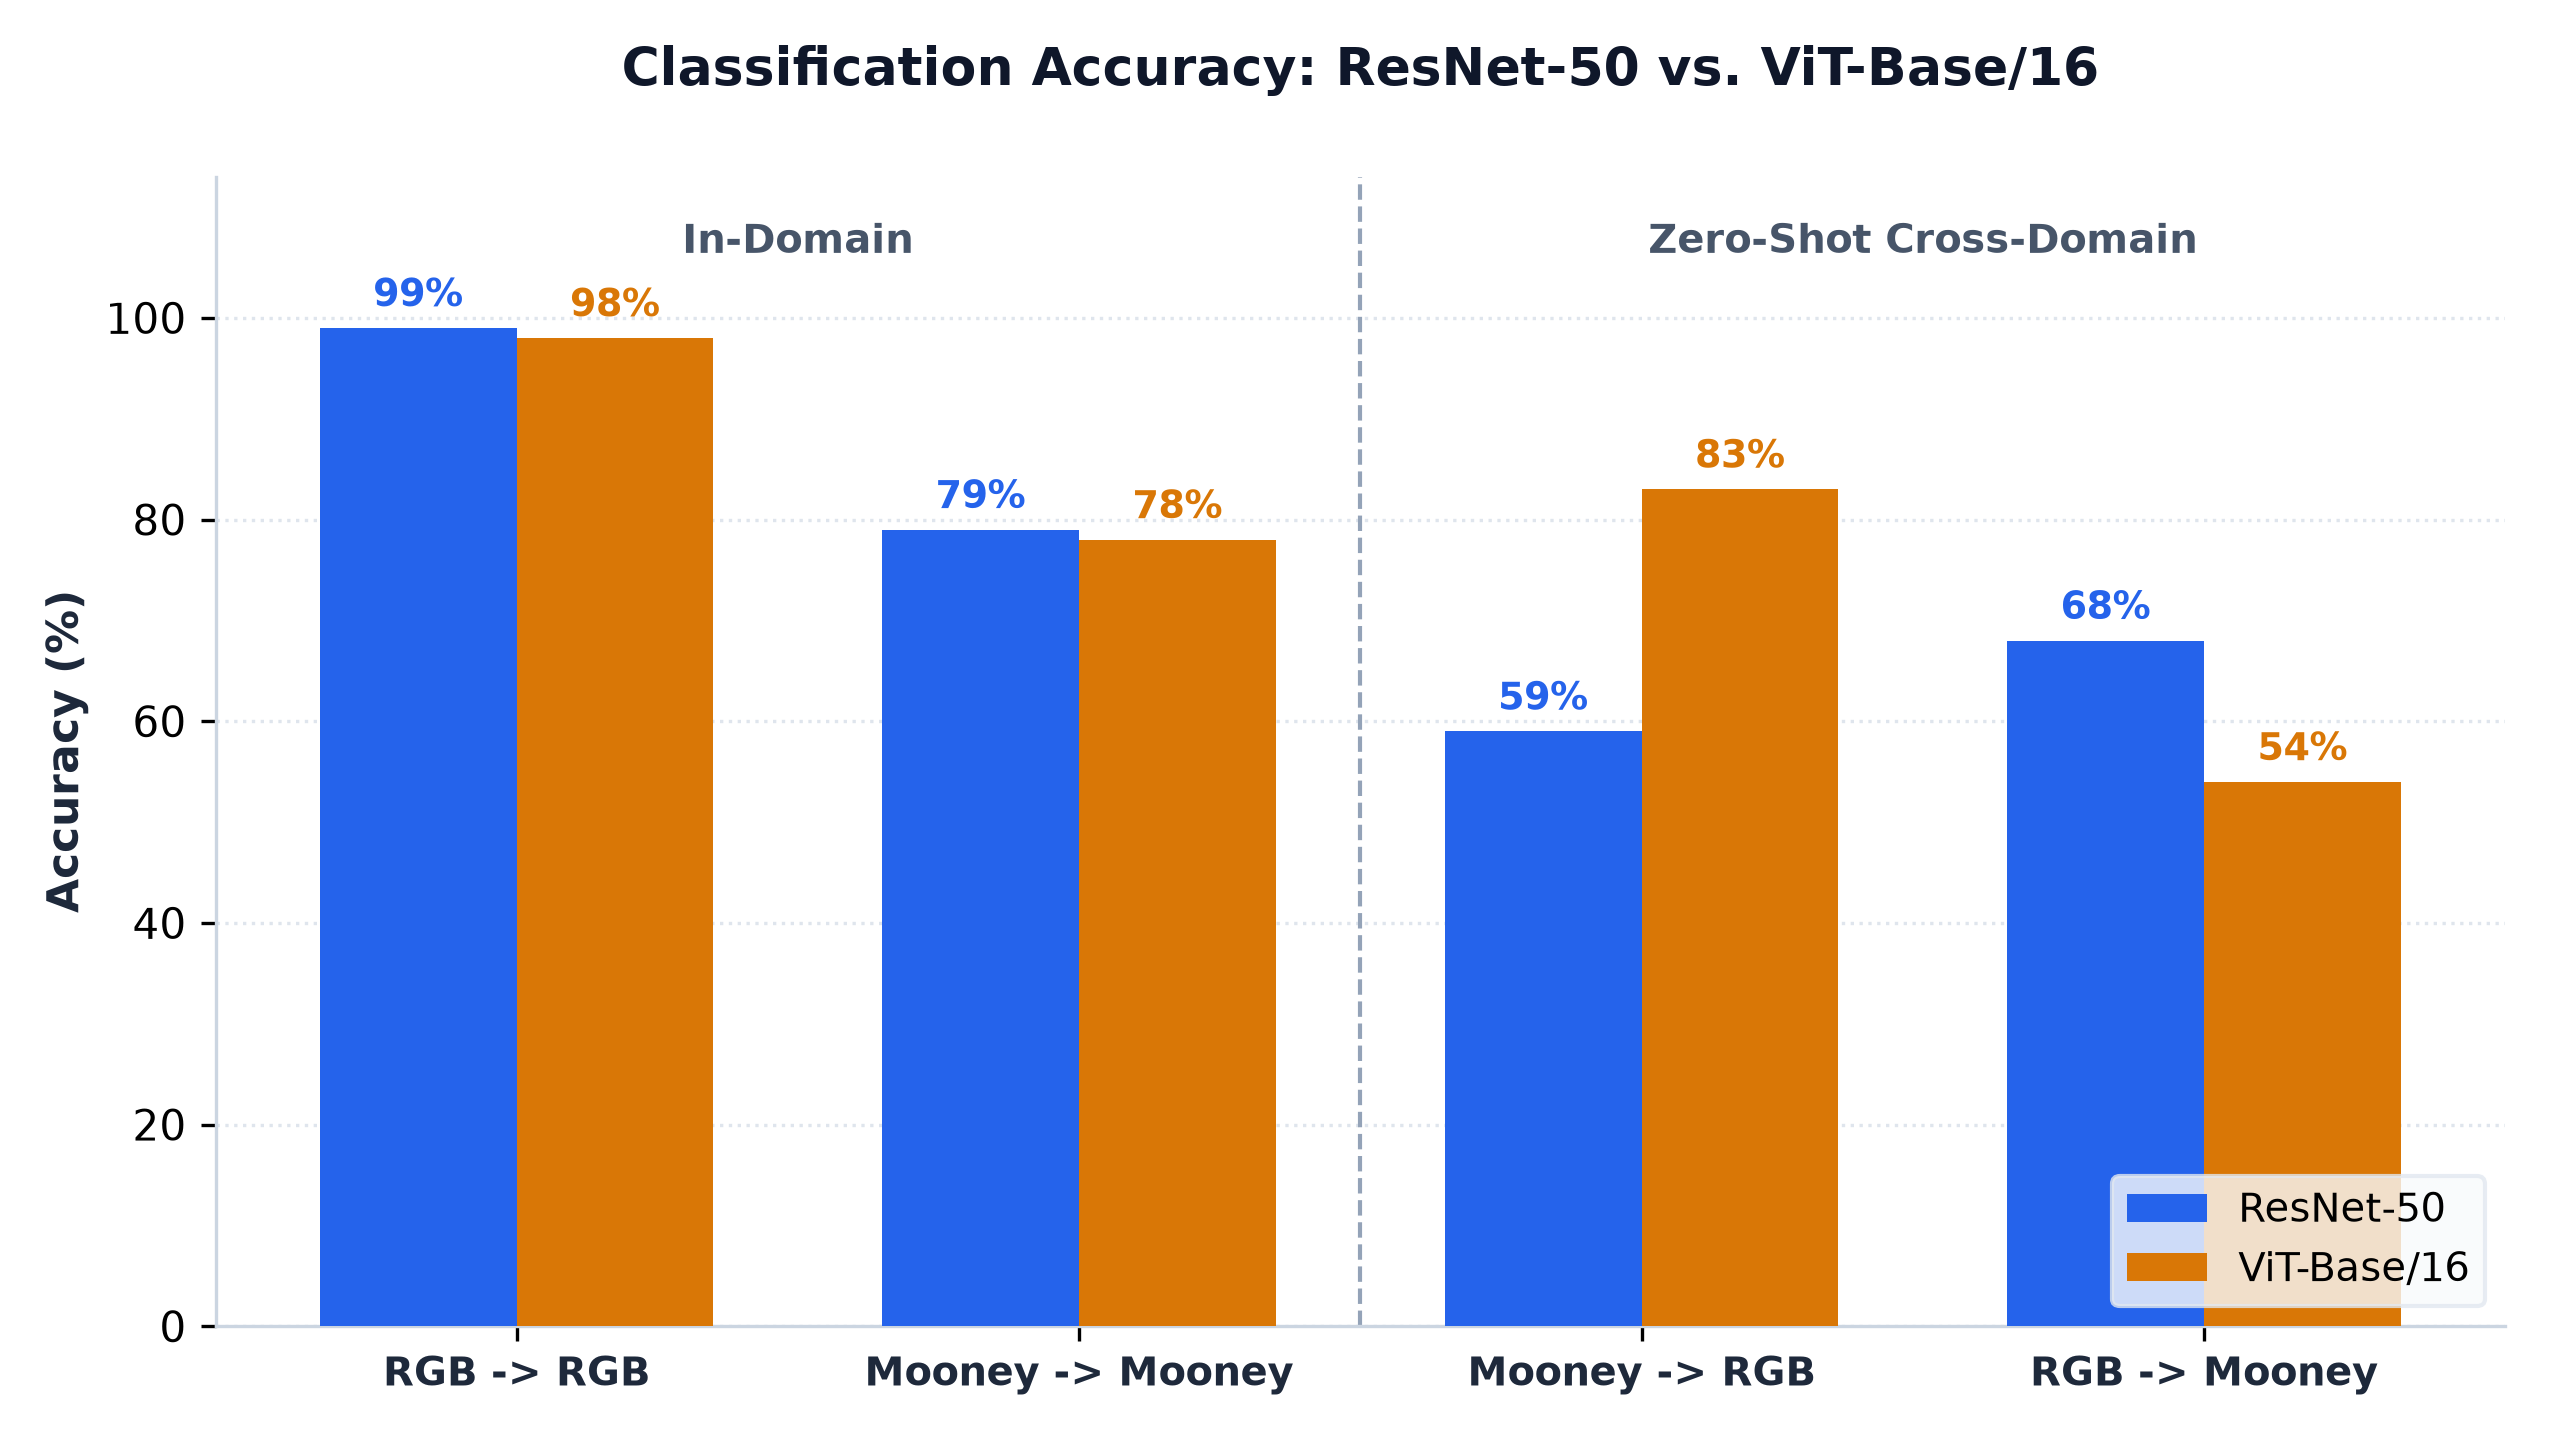 Classification Accuracy: ResNet-50 vs. ViT-Base/16
In-Domain
Zero-Shot Cross-Domain
Accuracy (%)
100
80
60
40
20
0
99%
98%
79%
78%
59%
83%
68%
54%
ResNet-50
ViT-Base/16
RGB -> RGB
Mooney -> Mooney
Mooney -> RGB
RGB -> Mooney